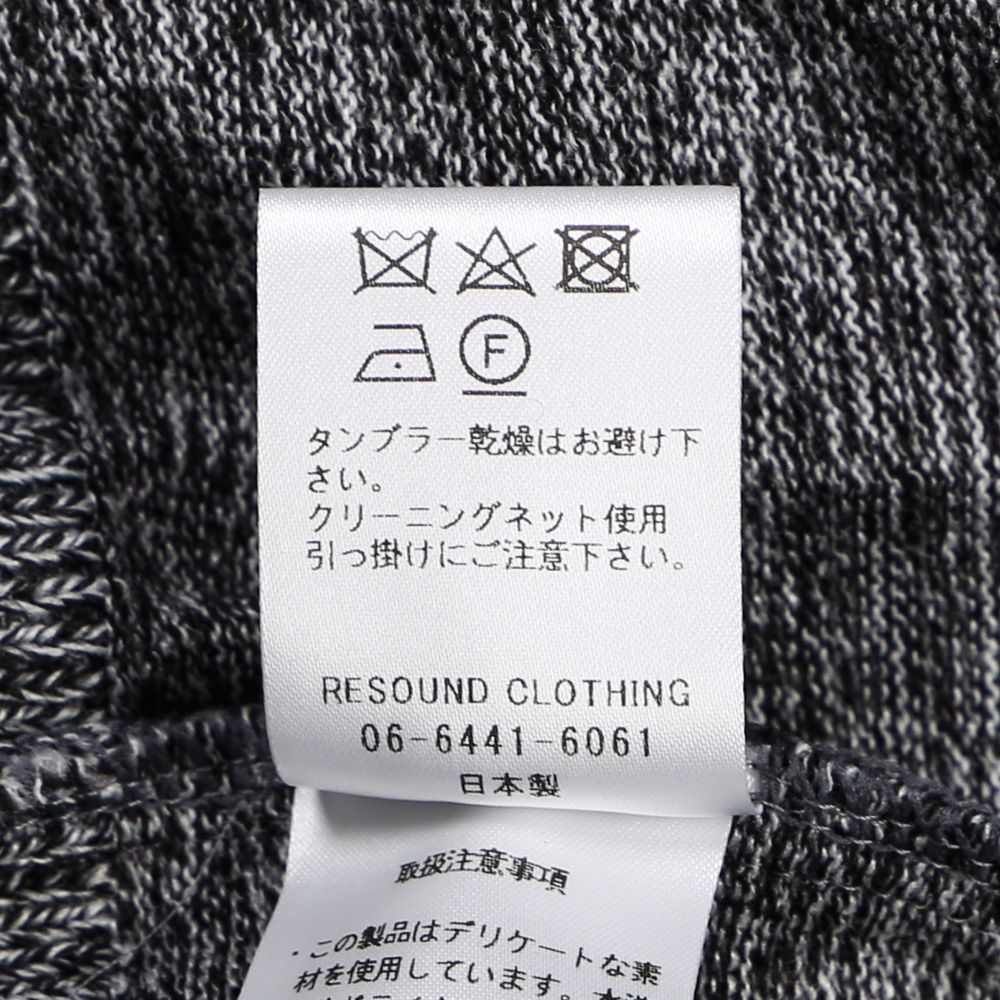 F
タンブラー乾燥はお避け下
さい。
クリーニングネット使用
引っ掛けにご注意下さい。
RESOUND CLOTHING
06-6441-6061
日本製
取扱注意事項
・この製品はデリケートな素
材を使用しています。